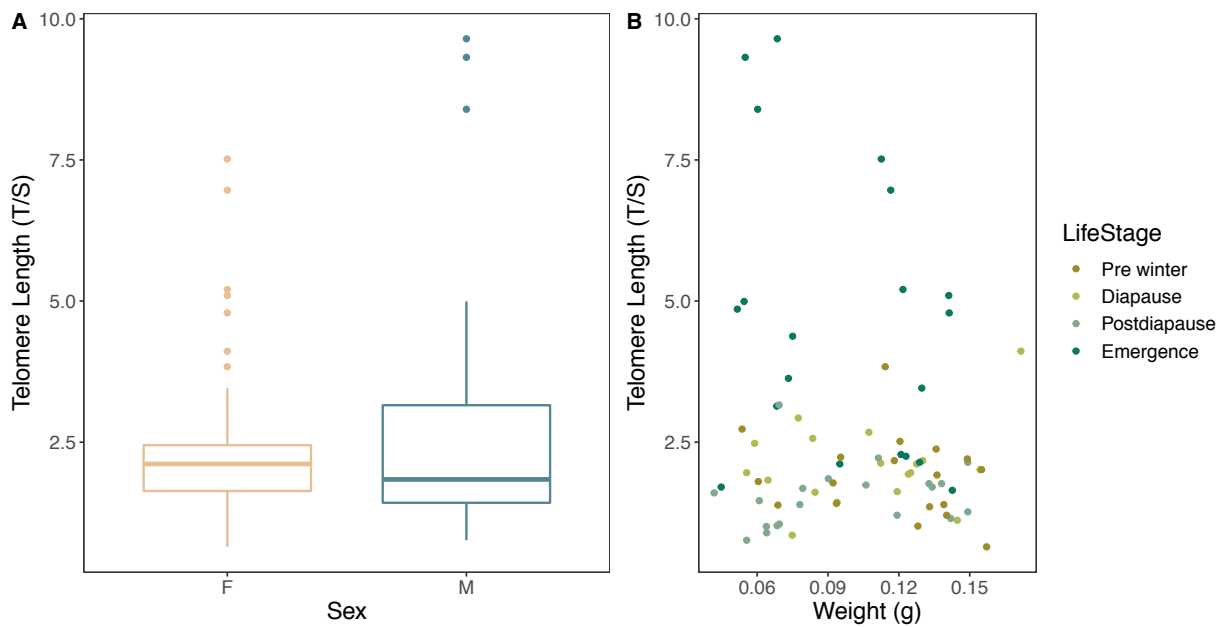 A
Telomere Length (T/S)
10.0
7.5
5.0
2.5
F
M
Sex
B
Telomere Length (T/S)
10.0
7.5
5.0
2.5
0.06
0.09
0.12
0.15
Weight (g)
LifeStage
Pre winter
Diapause
Postdiapause
Emergence